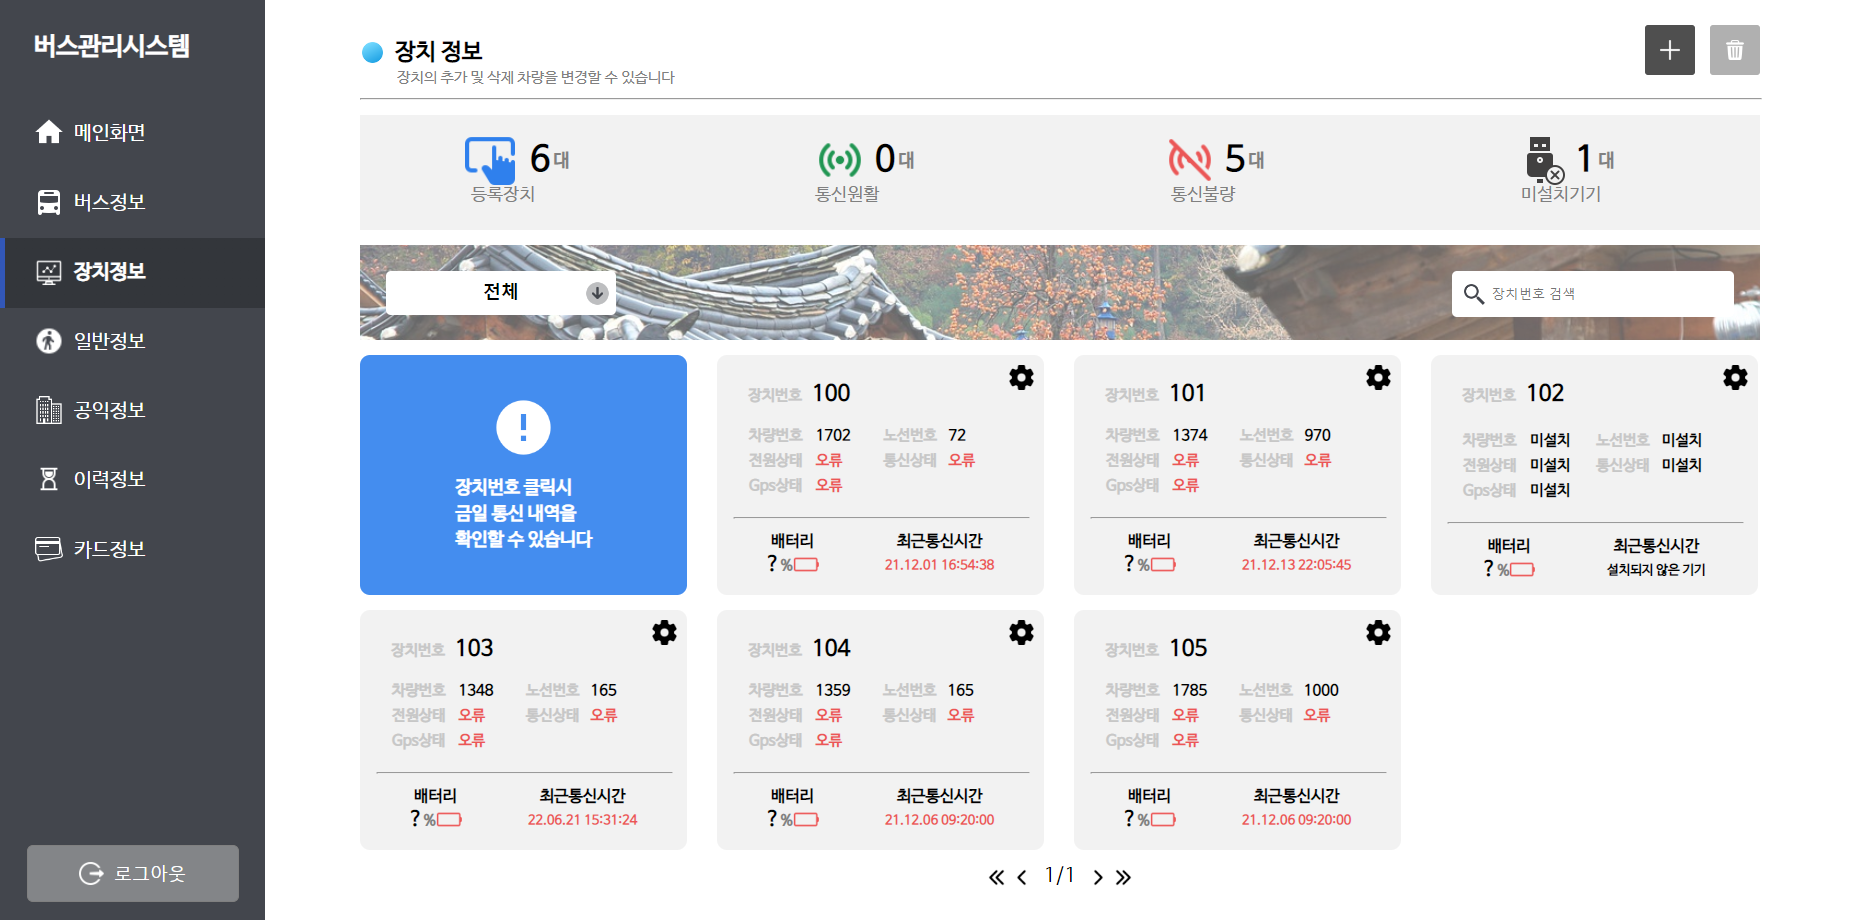 버스관리시스템
메인화면
버스정보
장치정보
일반정보
공익정보
이력정보
카드정보
로그아웃
장치 정보
장치의 추가 및 삭제 차량을 변경할 수 있습니다
6대
등록장치
0대
통신원활
5대
통신불량
1대
미설치기기
전체
장치번호 검색
장치번호 클릭시
금일 통신 내역을
확인할 수 있습니다
장치번호 100
차량번호 1702 노선번호 72
전원상태 오류 통신상태 오류
Gps상태 오류
배터리 최근통신시간
?% 21.12.01 16:54:38
장치번호 101
차량번호 1374 노선번호 970
전원상태 오류 통신상태 오류
Gps상태 오류
배터리 최근통신시간
?% 21.12.13 22:05:45
장치번호 102
차량번호 미설치 노선번호 미설치
전원상태 미설치 통신상태 미설치
Gps상태 미설치
배터리 최근통신시간
?% 설치되지 않은 기기
장치번호 103
차량번호 1348 노선번호 165
전원상태 오류 통신상태 오류
Gps상태 오류
배터리 최근통신시간
?% 22.06.21 15:31:24
장치번호 104
차량번호 1359 노선번호 165
전원상태 오류 통신상태 오류
Gps상태 오류
배터리 최근통신시간
?% 21.12.06 09:20:00
장치번호 105
차량번호 1785 노선번호 1000
전원상태 오류 통신상태 오류
Gps상태 오류
배터리 최근통신시간
?% 21.12.06 09:20:00
1/1